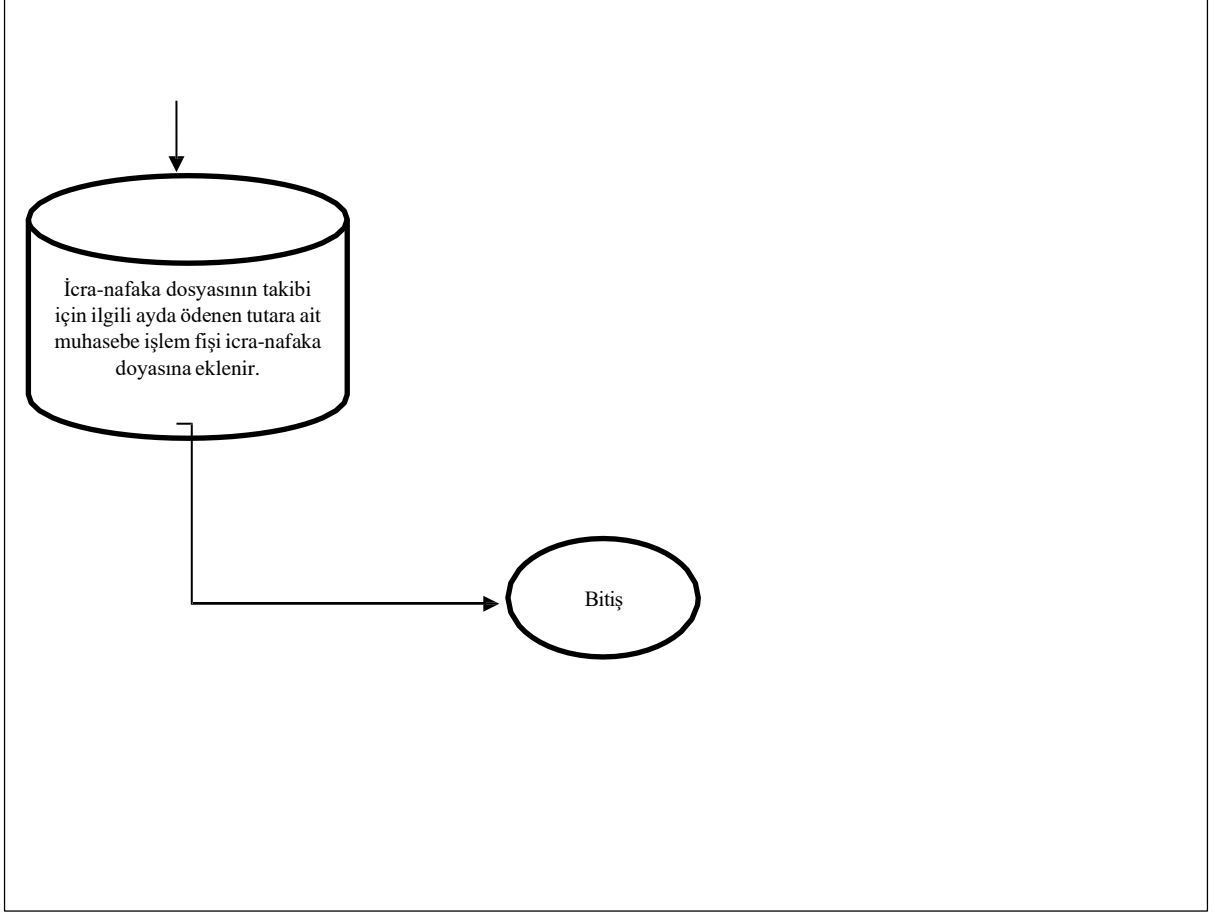 İcra-nafaka dosyasının takibi
için ilgili ayda ödenen tutara ait
muhasebe işlem fişi icra-nafaka
doyasına eklenir.
Bitiş